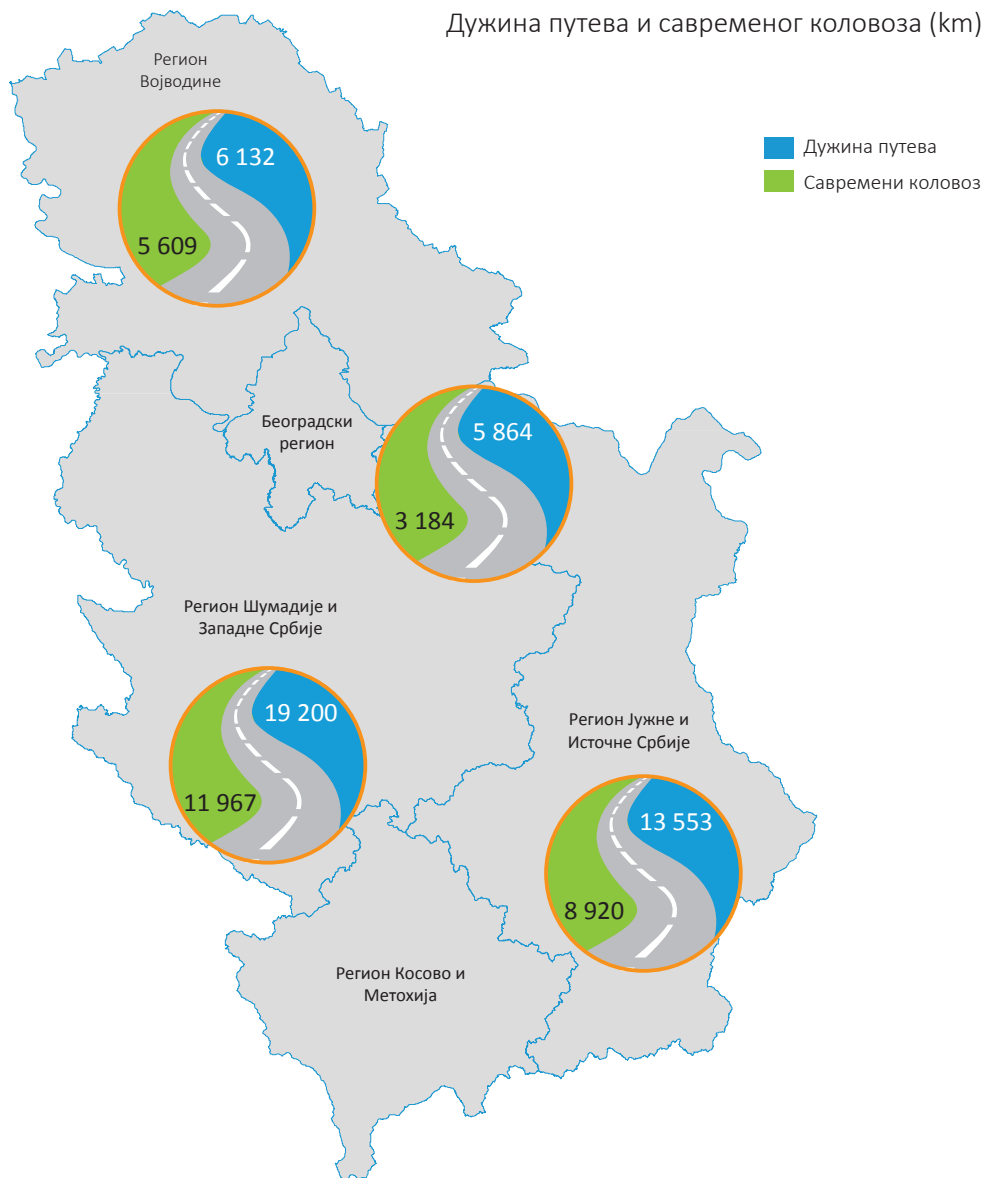 Дужина путева и савременог коловоза (km)
Регион
Војводине
Дужина путева
Савремени коловоз
6 132
5 609
Београдски
регион
5 864
3 184
Регион Шумадије и
Западне Србије
19 200
11 967
Регион Јужне и
Источне Србије
13 553
8 920
Регион Косово и
Метохија